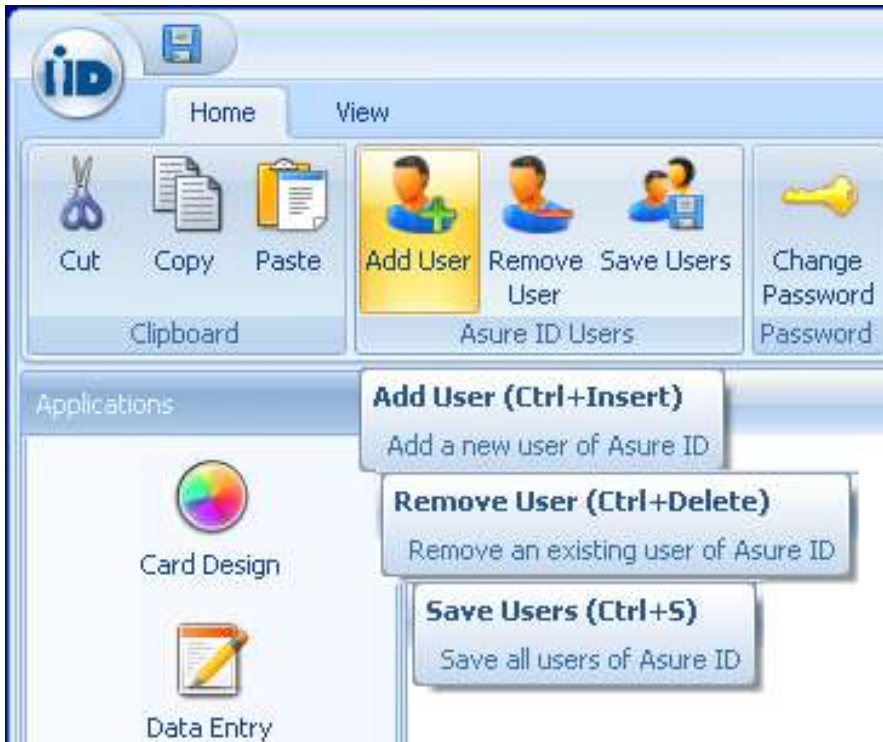 iID
Home View
Cut Copy Paste Add User Remove User Save Users Change Password
Clipboard Asure ID Users Password
Applications
Add User (Ctrl+Insert)
Add a new user of Asure ID
Remove User (Ctrl+Delete)
Remove an existing user of Asure ID
Card Design
Save Users (Ctrl+S)
Save all users of Asure ID
Data Entry